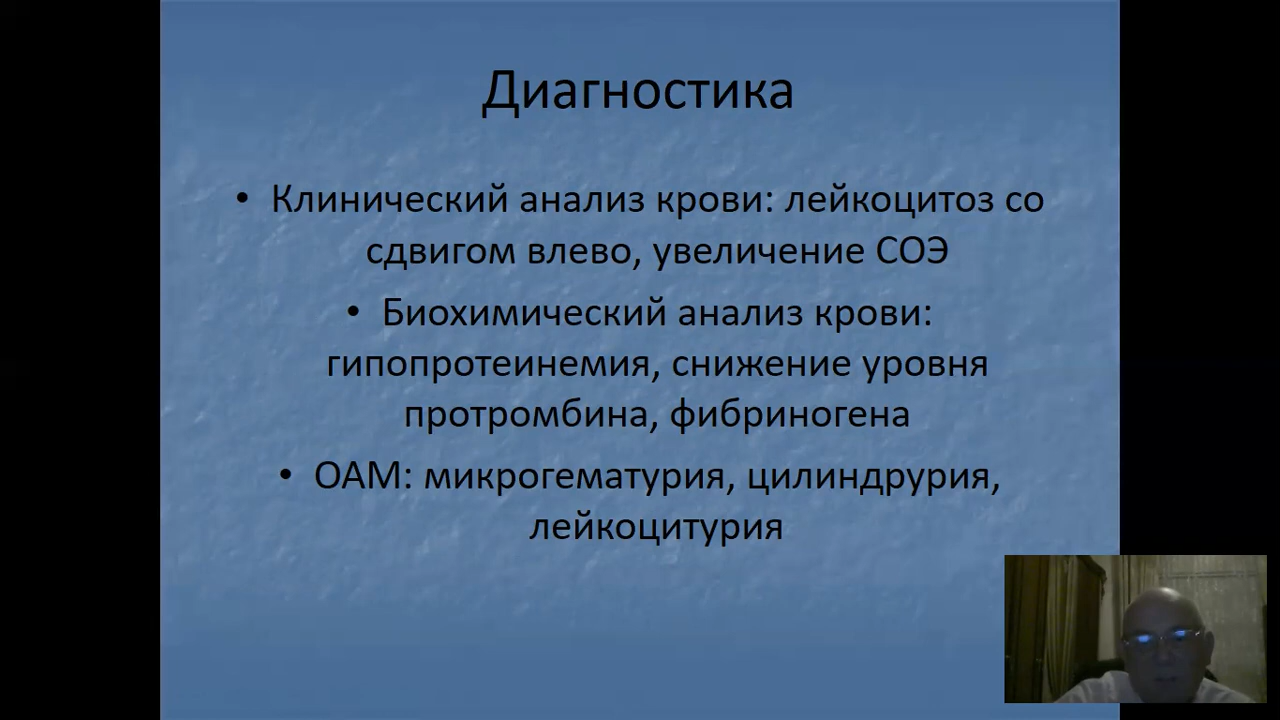 Диагностика
• Клинический анализ крови: лейкоцитоз со
сдвигом влево, увеличение СОЭ
• Биохимический анализ крови:
гипопротеинемия, снижение уровня
протромбина, фибриногена
• ОАМ: микрогематурия, цилиндрурия,
лейкоцитурия